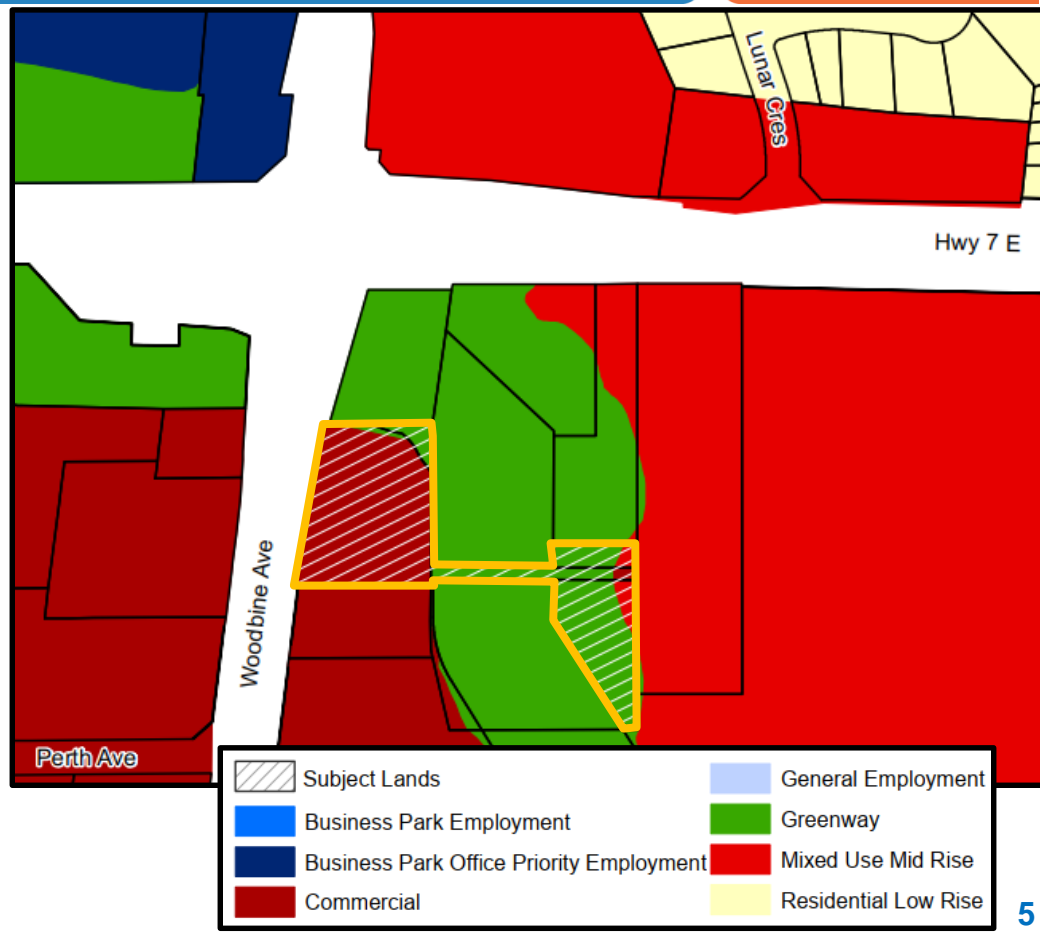 Lunar Cres
Hwy 7 E
Woodbine Ave
Perth Ave
Subject Lands
Business Park Employment
Business Park Office Priority Employment
Commercial
General Employment
Greenway
Mixed Use Mid Rise
Residential Low Rise
5